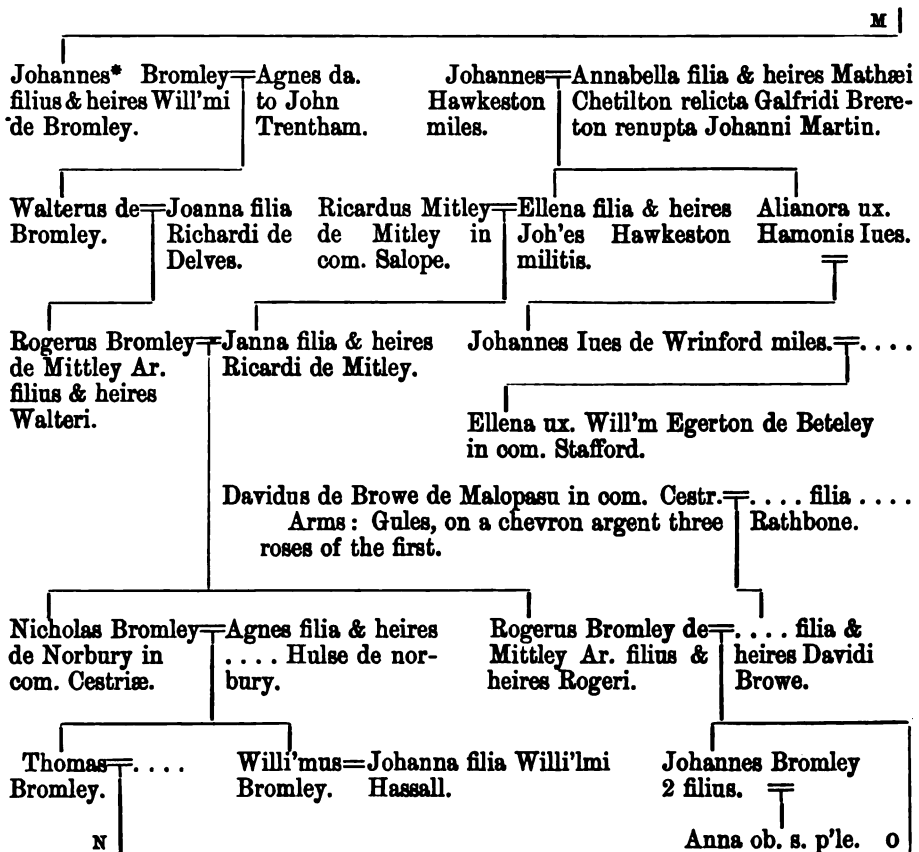 M
Johannes* Bromley=Agnes da. Johannes=Annabella filia & heires Mathæi
filius & heires Will'mi to John Hawkeston Chetilton relicta Galfridi Brere-
de Bromley. Trentham. miles. ton renupta Johanni Martin.
Walterus de=Joanna filia Ricardus Mitley=Ellena filia & heires Alianora ux.
Bromley. Richardi de de Mitley in Joh'es Hawkeston Hamonis Iues.
Delves. com. Salope. militis.
Rogerus Bromley=Janna filia & heires Johannes Iues de Wrinford miles.=....
de Mittley Ar. Ricardi de Mitley.
filius & heires
Walteri.
Ellena ux. Will'm Egerton de Beteley
in com. Stafford.
Davidus de Browe de Malopasu in com. Cestr.=.... filia ....
Arms: Gules, on a chevron argent three Rathbone.
roses of the first.
Nicholas Bromley=Agnes filia & heires Rogerus Bromley de=.... filia &
de Norbury in .... Hulse de nor- Mittley Ar. filius & heires Davidi
com. Cestriæ. bury. heires Rogeri. Browe.
Thomas=.... Willi'mus=Johanna filia Willi'lmi Johannes Bromley
Bromley. Bromley. Hassall. 2 filius. =
N Anna ob. s. p'le. O